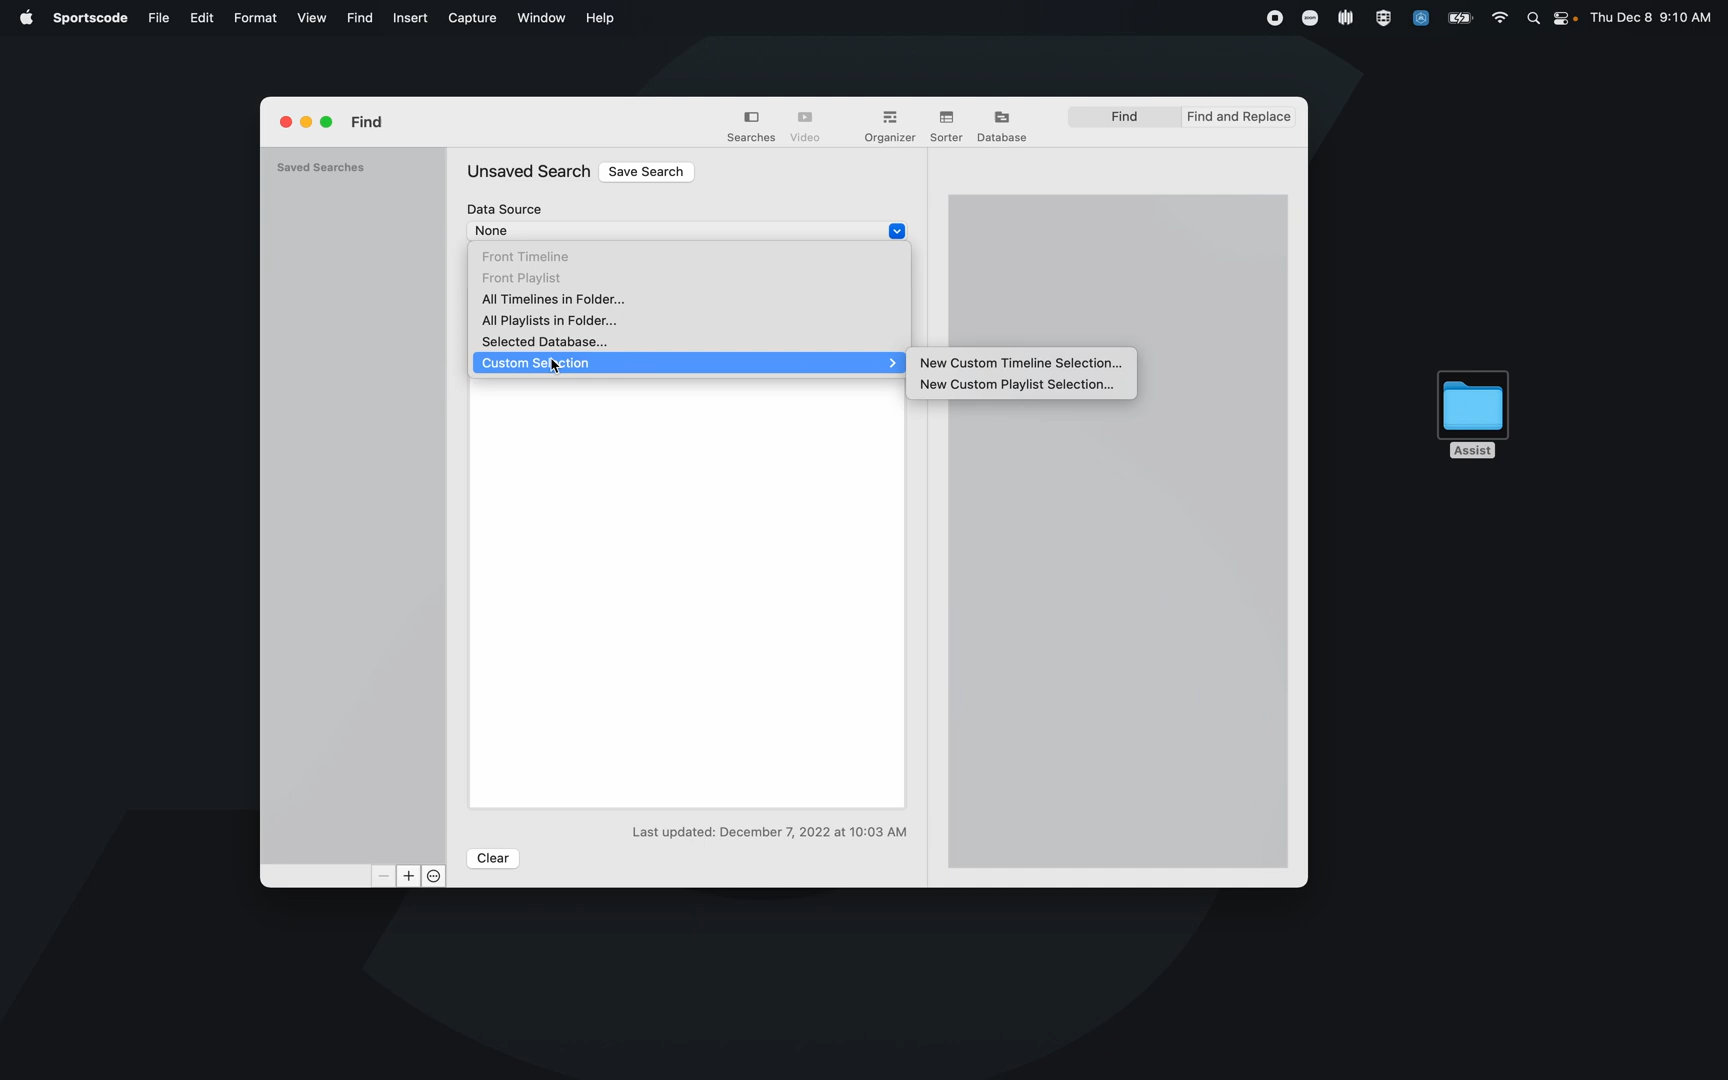 Sportscode File Edit Format View Find Insert Capture Window Help zoom Thu Dec 8 9:10 AM
Find
Searches Video Organizer Sorter Database
Find Find and Replace
Saved Searches
Unsaved Search Save Search
Data Source
None
Front Timeline
Front Playlist
All Timelines in Folder...
All Playlists in Folder...
Selected Database...
Custom Selection
New Custom Timeline Selection...
New Custom Playlist Selection...
Assist
Last updated: December 7, 2022 at 10:03 AM
Clear